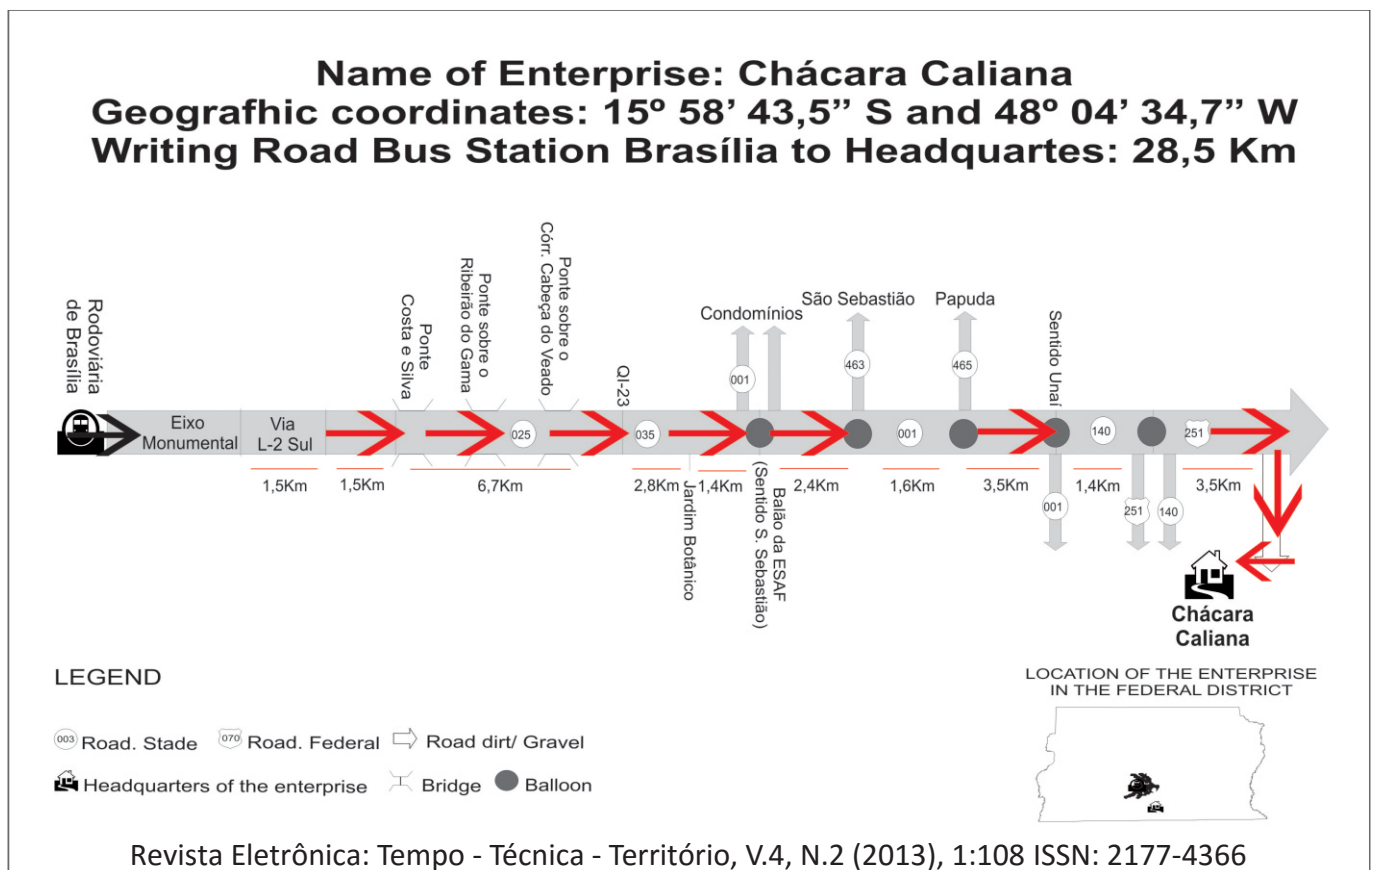 Name of Enterprise: Chácara Caliana
Geografhic coordinates: 15º 58’ 43,5” S and 48º 04’ 34,7” W
Writing Road Bus Station Brasília to Headquartes: 28,5 Km
Rodoviária
de Brasília
Eixo
Monumental
Via
L-2 Sul
Ponte
Costa e Silva
Ponte sobre o
Ribeirão do Gama
Ponte sobre o
Córr. Cabeça do Veado
QI-23
Condomínios
São Sebastião
Papuda
Sentido Unaí
001
463
465
025
035
001
140
251
1,5Km
1,5Km
6,7Km
2,8Km
1,4Km
2,4Km
1,6Km
3,5Km
1,4Km
3,5Km
Jardim Botânico
Balão da ESAF
(Sentido S. Sebastião)
001
251
140
Chácara
Caliana
LEGEND
003 Road. Stade
070 Road. Federal
Road dirt/ Gravel
Headquarters of the enterprise
Bridge
Balloon
LOCATION OF THE ENTERPRISE
IN THE FEDERAL DISTRICT
Revista Eletrônica: Tempo - Técnica - Território, V.4, N.2 (2013), 1:108 ISSN: 2177-4366